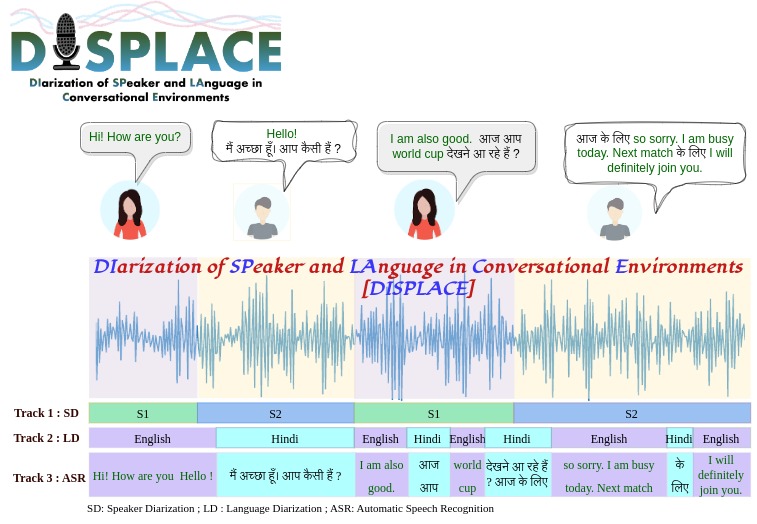 DISPLACE
DIarization of SPeaker and LAnguage in
Conversational Environments
Hi! How are you?
Hello!
मैं अच्छा हूँ। आप कैसी हैं ?
I am also good. आज आप
world cup देखने आ रहे हैं ?
आज के लिए so sorry. I am busy
today. Next match के लिए I will
definitely join you.
DIarization of SPeaker and LAnguage in Conversational Environments
[DISPLACE]
Track 1 : SD
S1
S2
S1
S2
Track 2 : LD
English
Hindi
English
Hindi
English
Hindi
English
Hindi
English
Track 3 : ASR
Hi! How are you Hello !
मैं अच्छा हूँ। आप कैसी हैं ?
I am also
good.
आज
आप
world
cup
देखने आ रहे हैं
? आज के लिए
so sorry. I am busy
today. Next match
के
लिए
I will
definitely
join you.
SD: Speaker Diarization ; LD : Language Diarization ; ASR: Automatic Speech Recognition